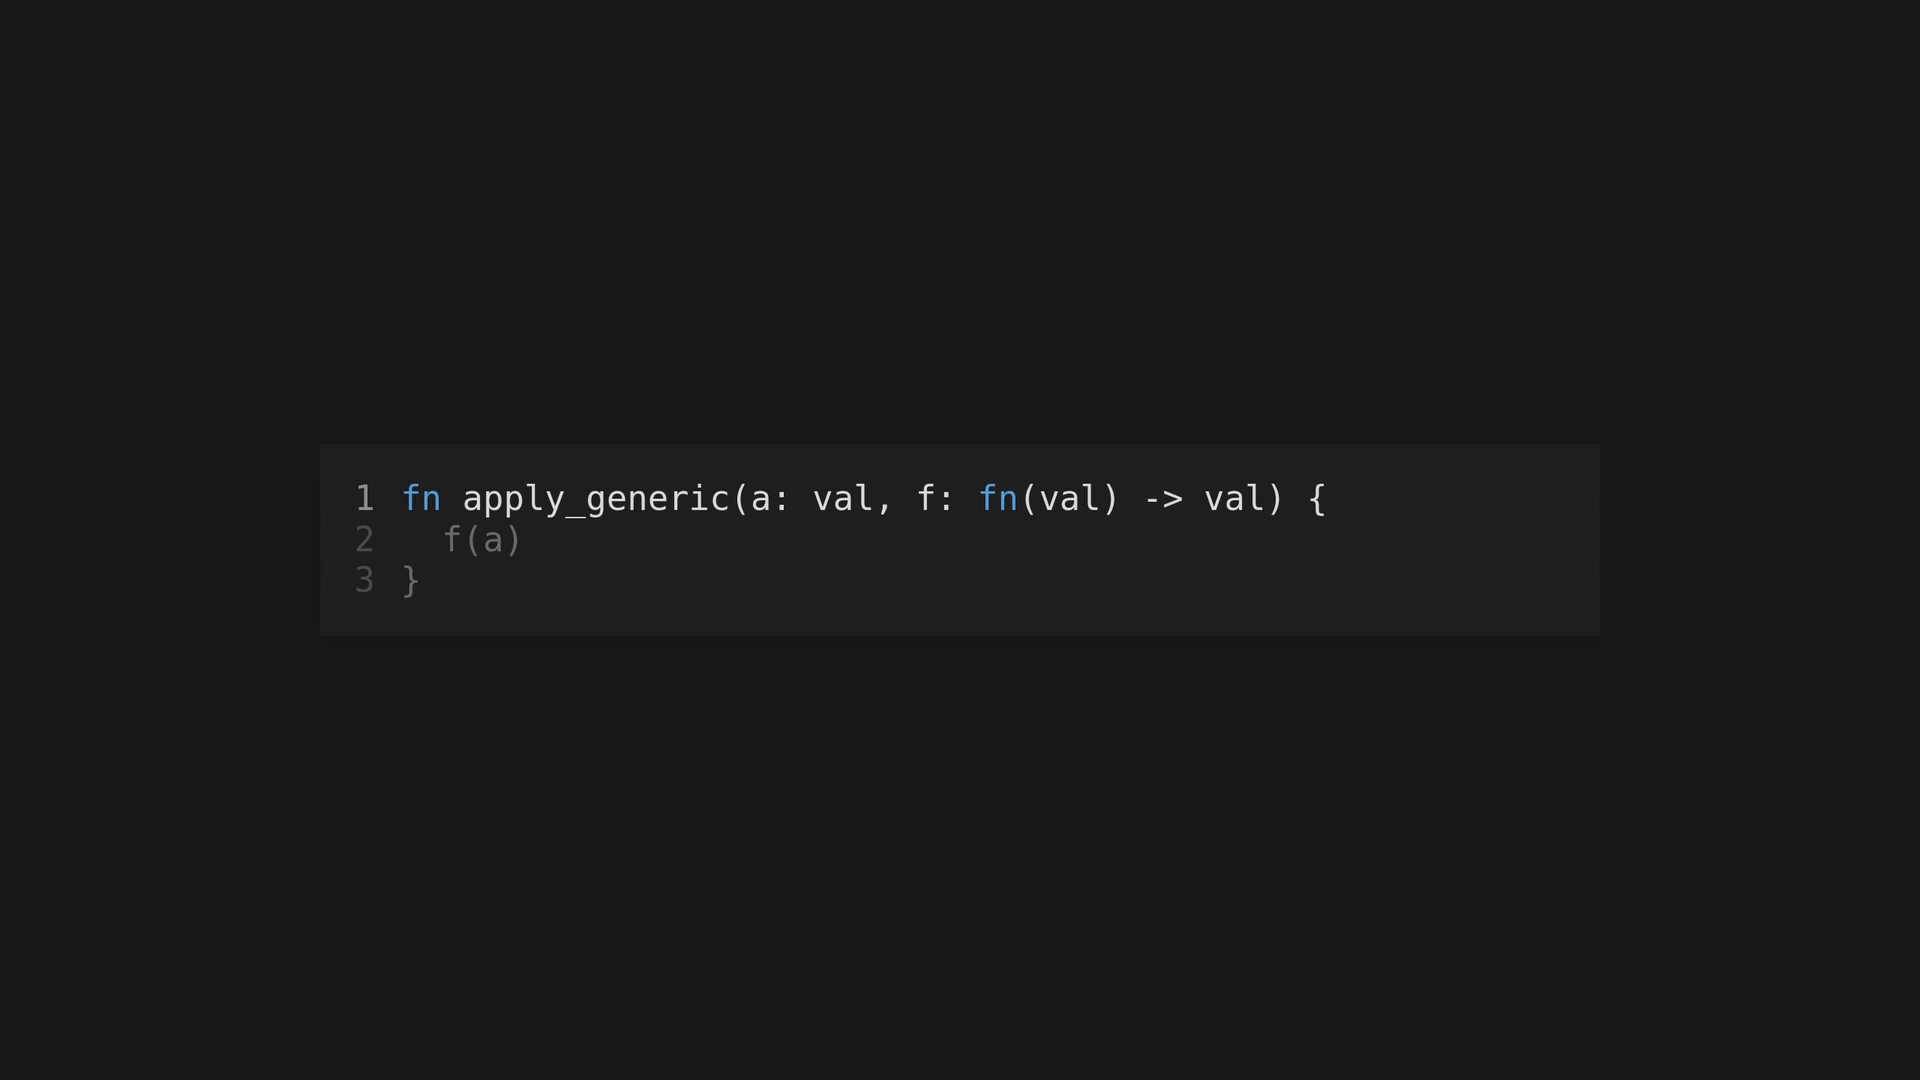 1 fn apply_generic(a: val, f: fn(val) -> val) {
2   f(a)
3 }